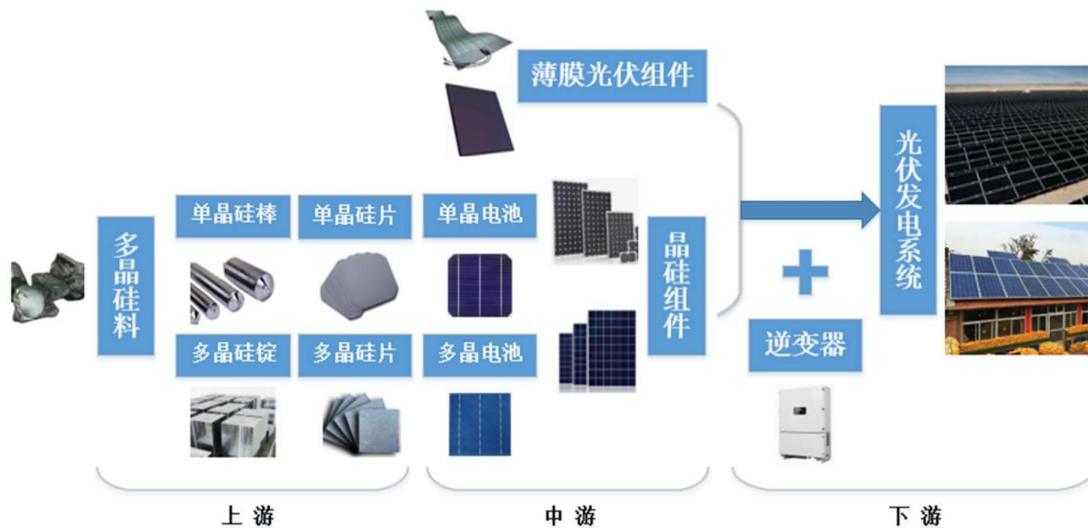 薄膜光伏组件
光伏发电系统
单晶硅棒
单晶硅片
单晶电池
多晶硅料
晶硅组件
多晶硅锭
多晶硅片
多晶电池
逆变器
上 游
中 游
下 游